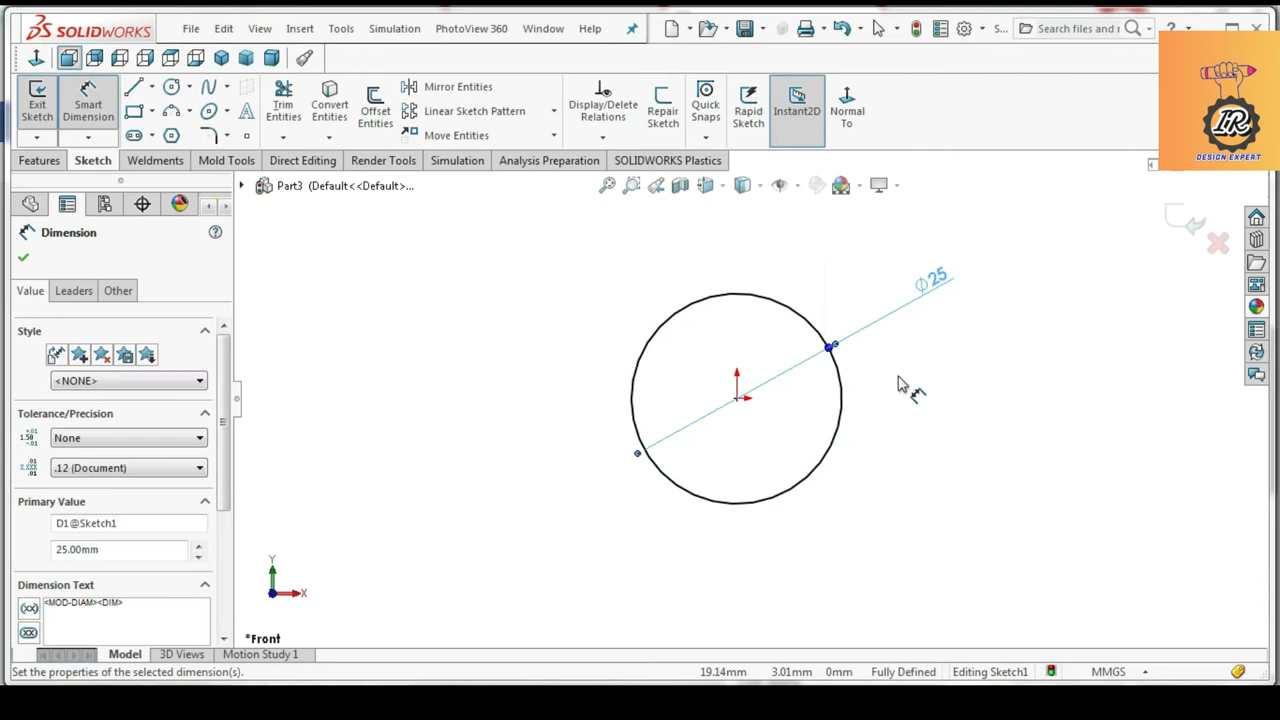 3S SOLIDWORKS
File Edit View Insert Tools Simulation PhotoView 360 Window Help S... Search files and r ?
Exit Sketch
Smart Dimension
Trim Entities
Convert Entities
Offset Entities
Mirror Entities
Linear Sketch Pattern
Move Entities
Display/Delete Relations
Repair Sketch
Quick Snaps
Rapid Sketch
Instant2D
Normal To
IR
DESIGN EXPERT
Features Sketch Weldments Mold Tools Direct Editing Render Tools Simulation Analysis Preparation SOLIDWORKS Plastics
Part3 (Default<<Default>...
Dimension
Value Leaders Other
Style
<NONE>
Tolerance/Precision
None
.12 (Document)
Primary Value
D1@Sketch1
25.00mm
Dimension Text
<MOD-DIAM><DIM>
∅25
Y
X
*Front
Model 3D Views Motion Study 1
Set the properties of the selected dimension(s). 19.14mm 3.01mm 0mm Fully Defined Editing Sketch1 MMGS